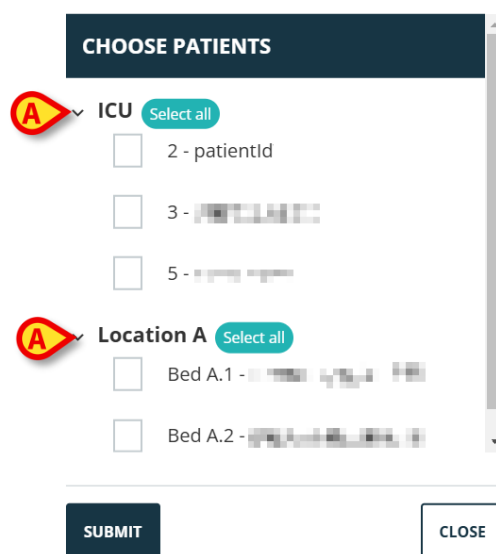 CHOOSE PATIENTS
A ICU Select all
2 - patientId
3 -
5 -
A Location A Select all
Bed A.1 -
Bed A.2 -
SUBMIT CLOSE